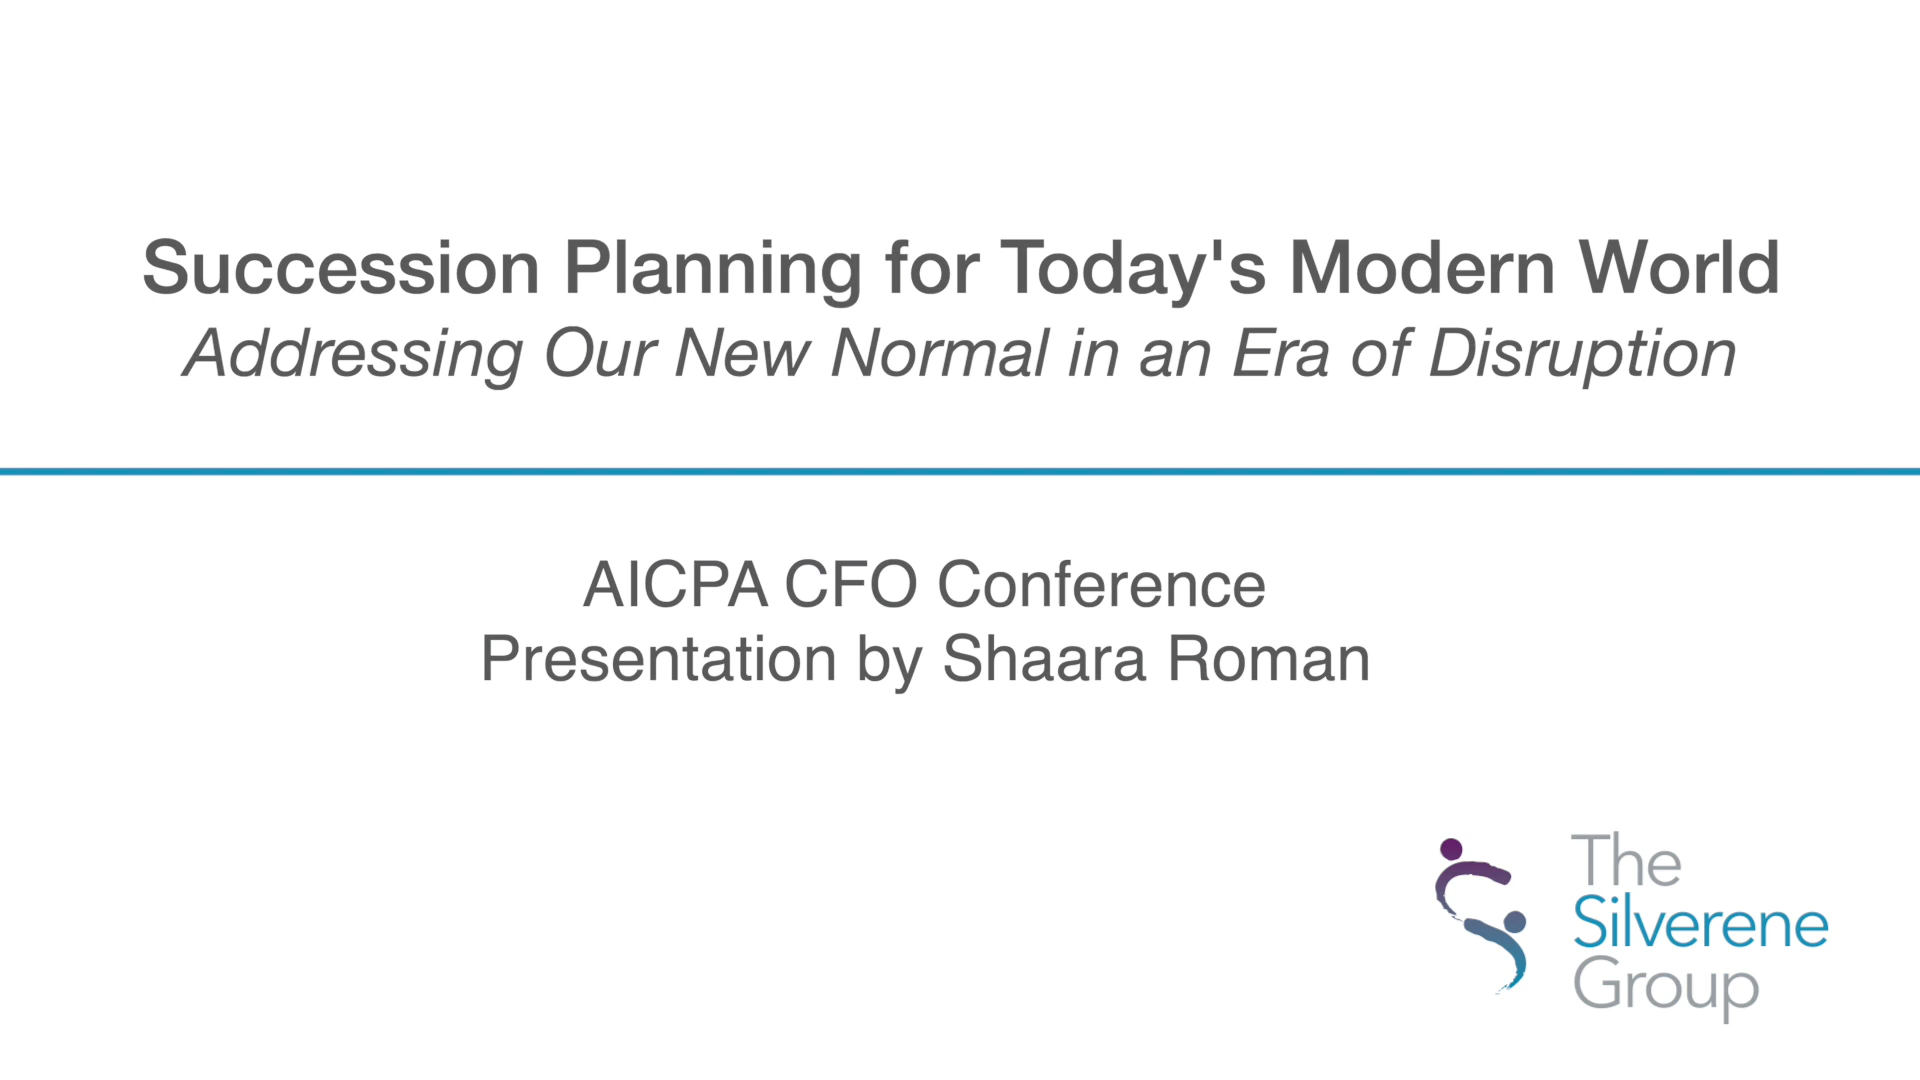 Succession Planning for Today's Modern World
Addressing Our New Normal in an Era of Disruption
AICPA CFO Conference
Presentation by Shaara Roman
The
Silverene
Group